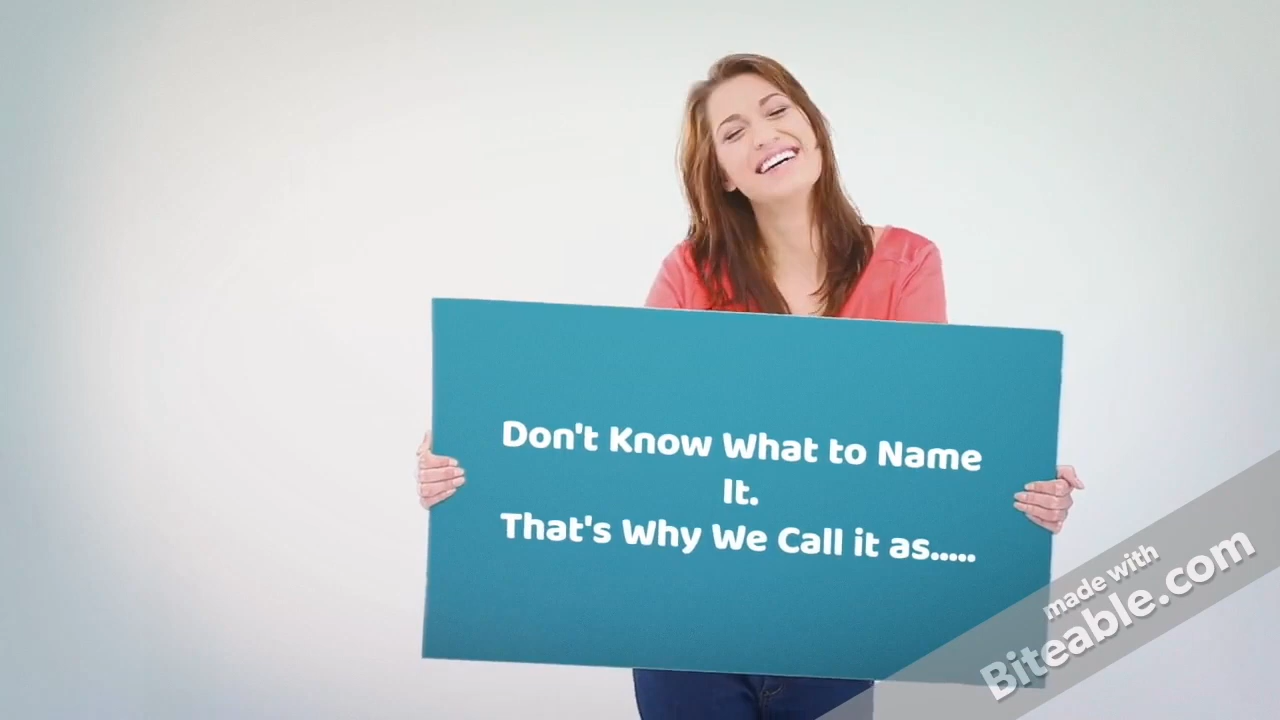 Don't Know What to Name
It.
That's Why We Call it as.....
made with
Biteable.com